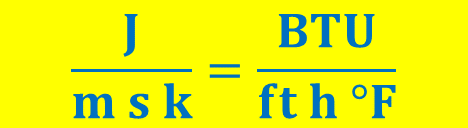 J BTU
= 
m s k ft h °F